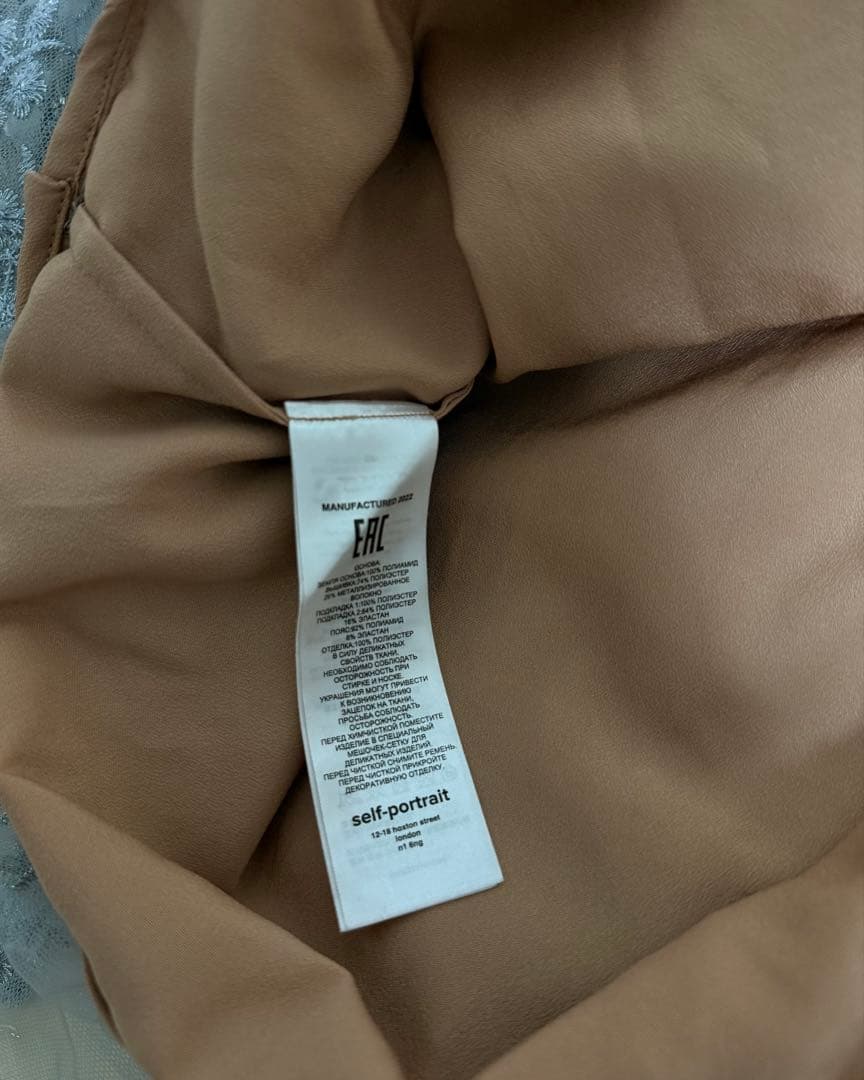 MANUFACTURED 2022
EAC
ОСНОВА:
ЗЕМЛЯ ОСНОВА:100% ПОЛИАМИД
ВЫШИВКА:74% ПОЛИЭСТЕР
26% МЕТАЛЛИЗИРОВАННОЕ
ВОЛОКНО
ПОДКЛАДКА 1:100% ПОЛИЭСТЕР
ПОДКЛАДКА 2:84% ПОЛИЭСТЕР
16% ЭЛАСТАН
ПОЯС:92% ПОЛИАМИД
8% ЭЛАСТАН
ОТДЕЛКА:100% ПОЛИЭСТЕР
В СИЛУ ДЕЛИКАТНЫХ
СВОЙСТВ ТКАНИ,
НЕОБХОДИМО СОБЛЮДАТЬ
ОСТОРОЖНОСТЬ ПРИ
СТИРКЕ И НОСКЕ.
УКРАШЕНИЯ МОГУТ ПРИВЕСТИ
К ВОЗНИКНОВЕНИЮ
ЗАЦЕПОК НА ТКАНИ,
ПРОСЬБА СОБЛЮДАТЬ
ОСТОРОЖНОСТЬ.
ПЕРЕД ХИМЧИСТКОЙ ПОМЕСТИТЕ
ИЗДЕЛИЕ В СПЕЦИАЛЬНЫЙ
МЕШОЧЕК-СЕТКУ ДЛЯ
ДЕЛИКАТНЫХ ИЗДЕЛИЙ.
ПЕРЕД ЧИСТКОЙ СНИМИТЕ РЕМЕНЬ.
ПЕРЕД ЧИСТКОЙ ПРИКРОЙТЕ
ДЕКОРАТИВНУЮ ОТДЕЛКУ.
self-portrait
12-18 hoxton street
london
n1 6ng